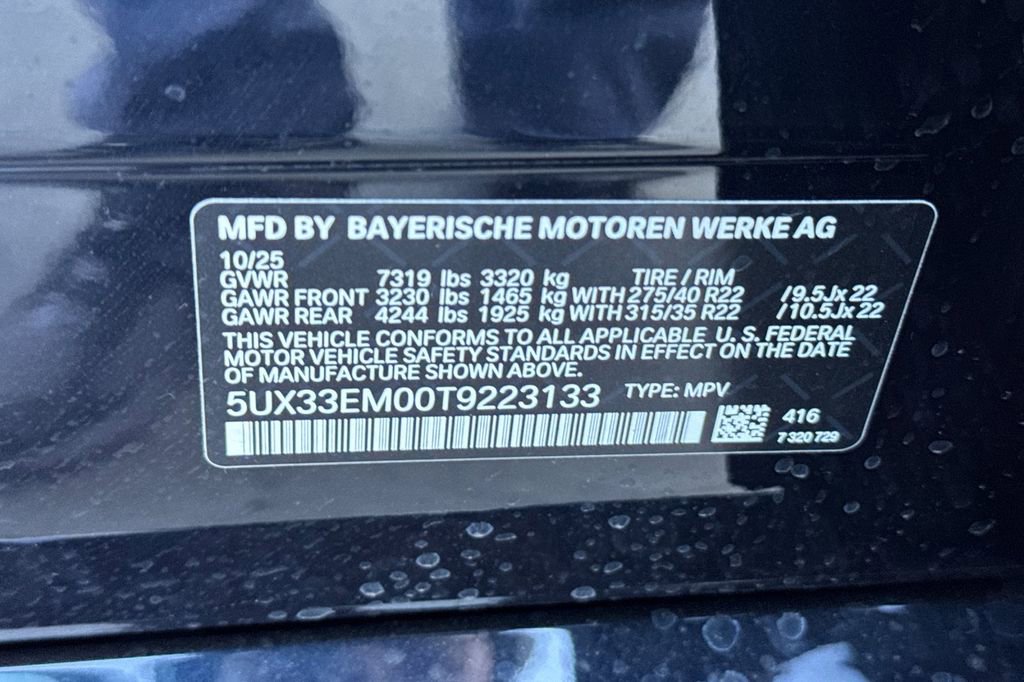 MFD BY BAYERISCHE MOTOREN WERKE AG
10/25
GVWR 7319 lbs 3320 kg TIRE / RIM
GAWR FRONT 3230 lbs 1465 kg WITH 275/40 R22 /9.5Jx22
GAWR REAR 4244 lbs 1925 kg WITH 315/35 R22 /10.5Jx22
THIS VEHICLE CONFORMS TO ALL APPLICABLE U.S. FEDERAL
MOTOR VEHICLE SAFETY STANDARDS IN EFFECT ON THE DATE
OF MANUFACTURE SHOWN ABOVE.
5UX33EM00T9223133 TYPE: MPV
416
7 320 729